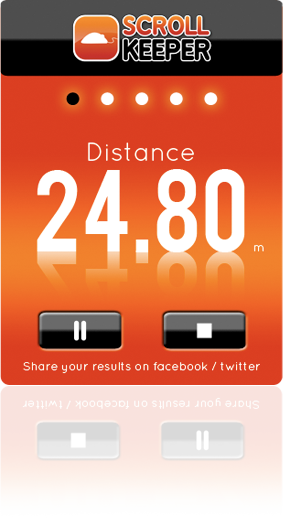 SCROLL
KEEPER
Distance
24.80 m
Share your results on facebook / twitter